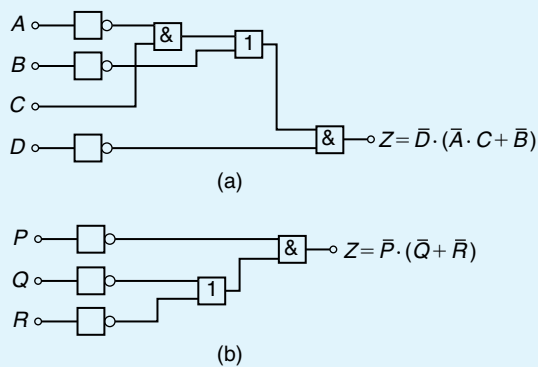 A
&
1
B
C
D
&
Z = D̄ · (Ā · C + B̄)
(a)
P
&
Z = P̄ · (Q̄ + R̄)
Q
1
R
(b)